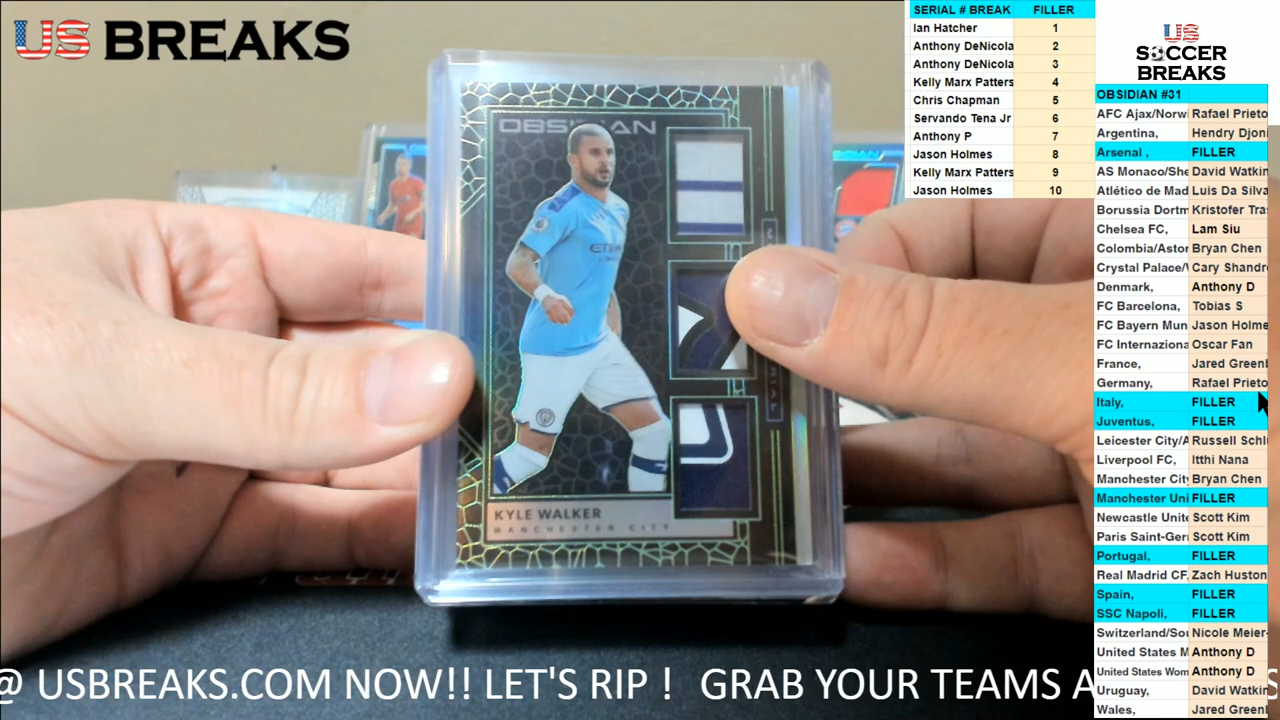 US BREAKS
SERIAL # BREAK FILLER
Ian Hatcher 1
Anthony DeNicola 2
Anthony DeNicola 3
Kelly Marx Patters 4
Chris Chapman 5
Servando Tena Jr 6
Anthony P 7
Jason Holmes 8
Kelly Marx Patters 9
Jason Holmes 10
US
SOCCER
BREAKS
OBSIDIAN #31
AFC Ajax/Norwi Rafael Prieto
Argentina, Hendry Djoni
Arsenal , FILLER
AS Monaco/She David Watkin
Atlético de Mad Luis Da Silva
Borussia Dortm Kristofer Tra
Chelsea FC, Lam Siu
Colombia/Aston Bryan Chen
Crystal Palace/ Cary Shandr
Denmark, Anthony D
FC Barcelona, Tobias S
FC Bayern Mun Jason Holme
FC Internaziona Oscar Fan
France, Jared Green
Germany, Rafael Prieto
Italy, FILLER
Juventus, FILLER
Leicester City/A Russell Schl
Liverpool FC, Itthi Nana
Manchester City Bryan Chen
Manchester Uni FILLER
Newcastle Unite Scott Kim
Paris Saint-Ger Scott Kim
Portugal, FILLER
Real Madrid CF, Zach Huston
Spain, FILLER
SSC Napoli, FILLER
Switzerland/Sou Nicole Meier-
United States M Anthony D
United States Wom Anthony D
Uruguay, David Watkin
Wales, Jared Green
OBSIDIAN
KYLE WALKER
MANCHESTER CITY
@ USBREAKS.COM NOW!! LET'S RIP ! GRAB YOUR TEAMS A